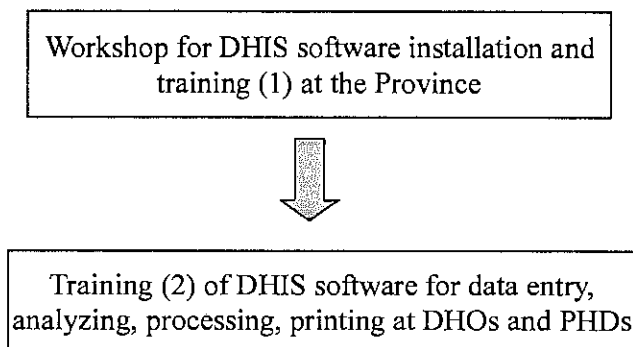 Workshop for DHIS software installation and
training (1) at the Province
Training (2) of DHIS software for data entry,
analyzing, processing, printing at DHOs and PHDs